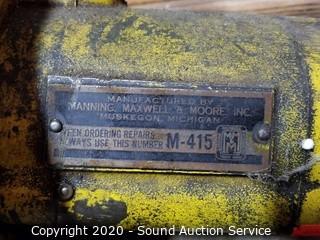 MANUFACTURED BY
MANNING, MAXWELL & MOORE, INC.
MUSKEGON, MICHIGAN
WHEN ORDERING REPAIRS
ALWAYS USE THIS NUMBER M-415
Copyright © 2020 - Sound Auction Service